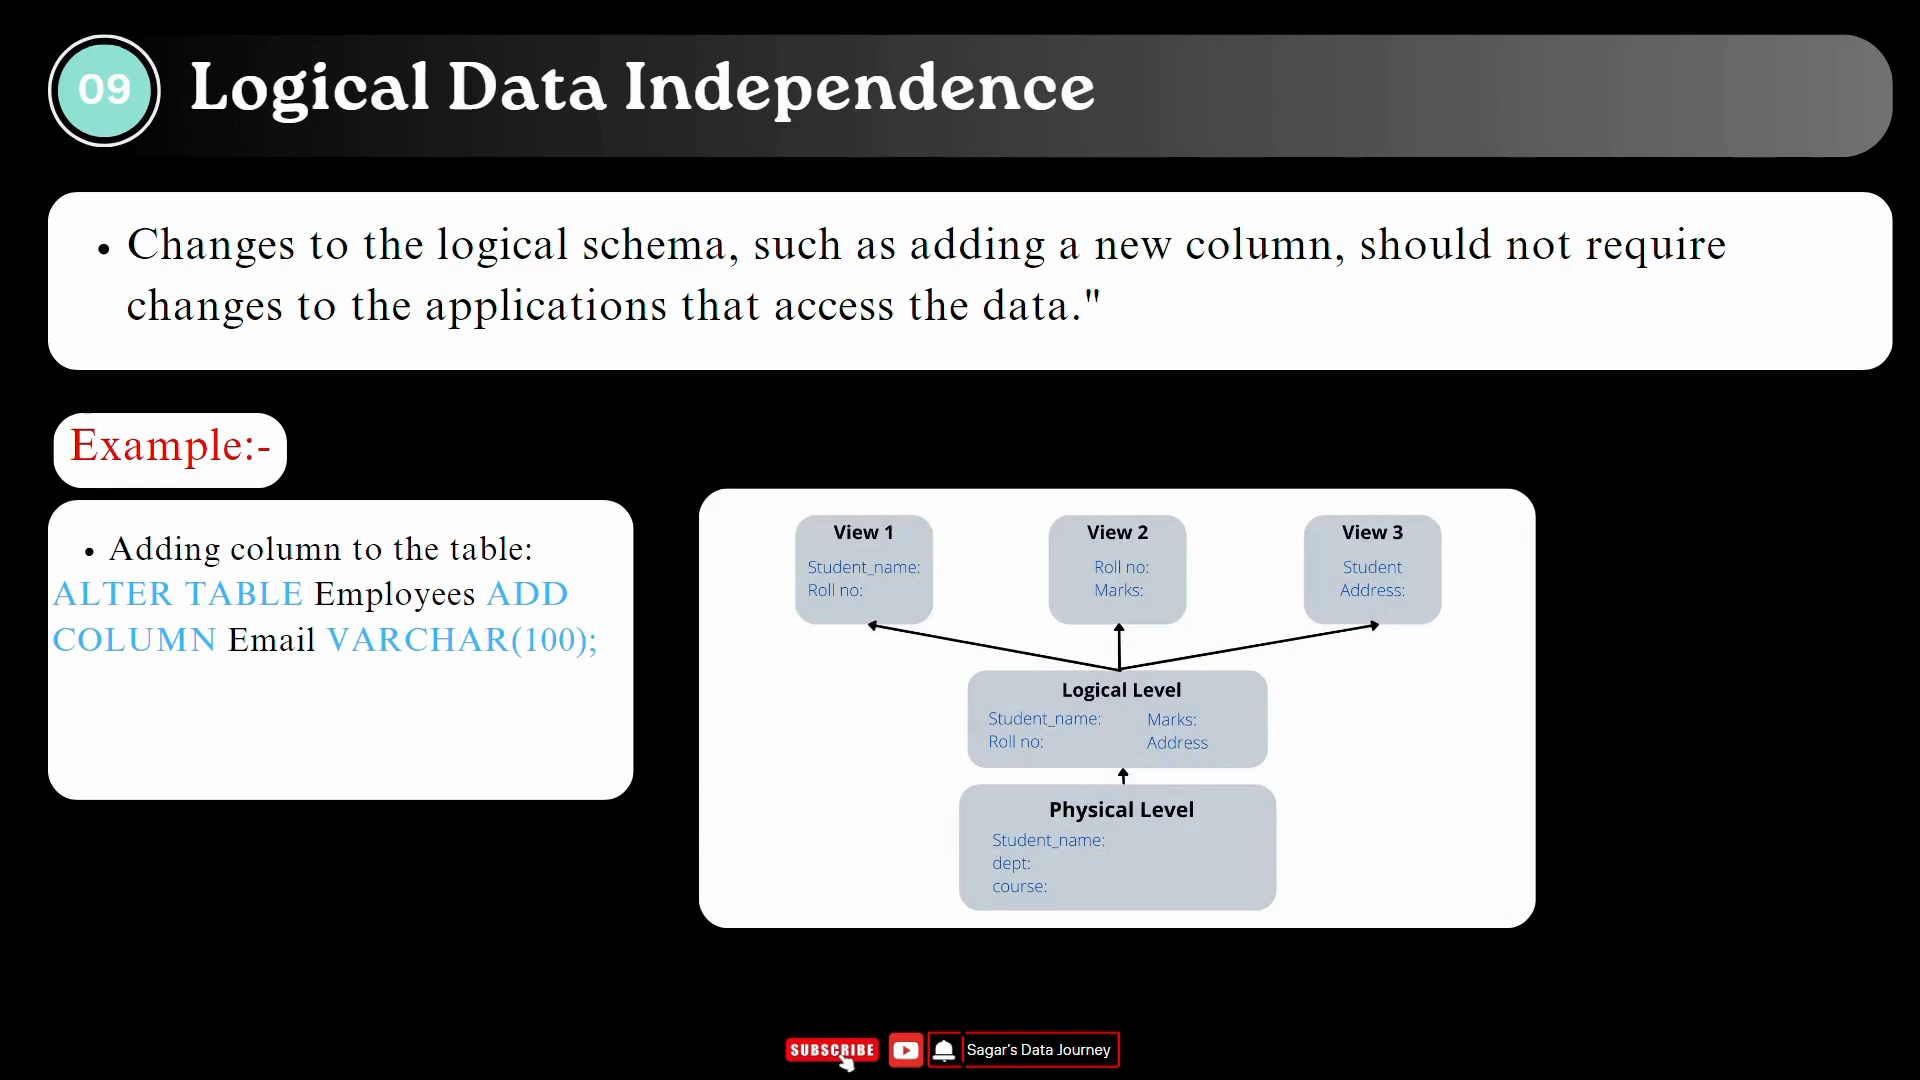 09
Logical Data Independence
• Changes to the logical schema, such as adding a new column, should not require
changes to the applications that access the data."
Example:-
• Adding column to the table:
ALTER TABLE Employees ADD
COLUMN Email VARCHAR(100);
View 1
Student_name:
Roll no:
View 2
Roll no:
Marks:
View 3
Student
Address:
Logical Level
Student_name:
Roll no:
Marks:
Address
Physical Level
Student_name:
dept:
course:
SUBSCRIBE
Sagar's Data Journey